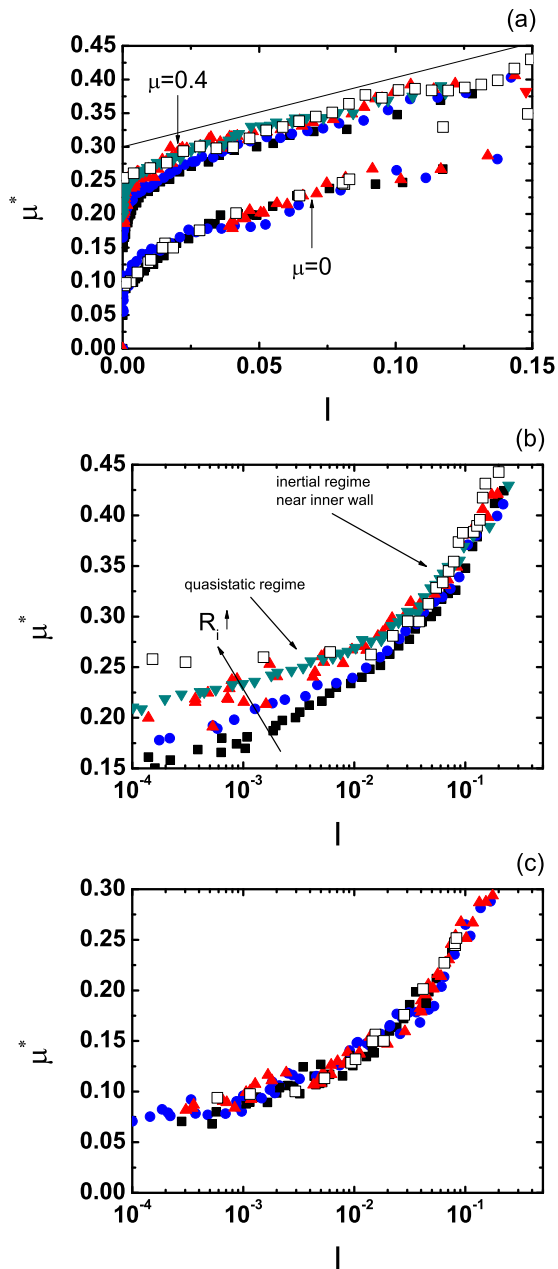 (a)
0.45
0.40
0.35
0.30
0.25
0.20
0.15
0.10
0.05
0.00
μ*
μ=0.4
μ=0
0.00 0.05 0.10 0.15
I
(b)
0.45
0.40
0.35
0.30
0.25
0.20
0.15
μ*
inertial regime
near inner wall
quasistatic regime
Ri
10-4 10-3 10-2 10-1
I
(c)
0.30
0.25
0.20
0.15
0.10
0.05
0.00
μ*
10-4 10-3 10-2 10-1
I